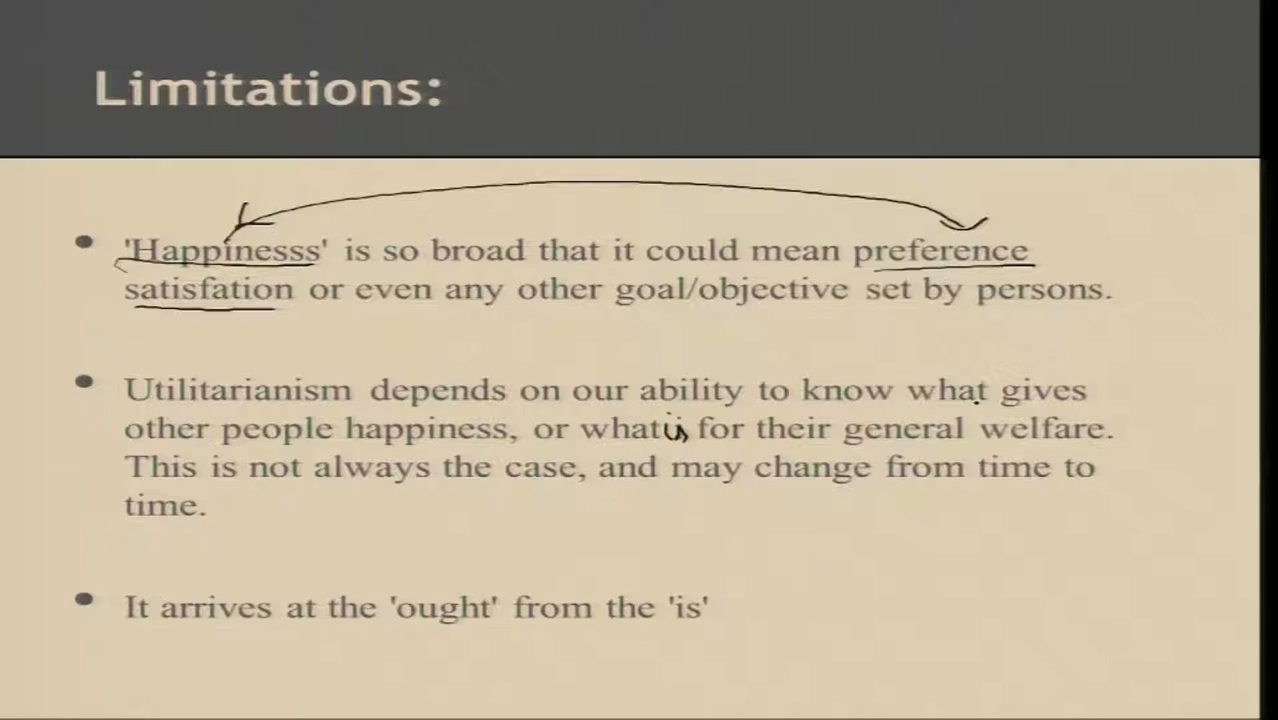 Limitations:
'Happinesss' is so broad that it could mean preference
satisfation or even any other goal/objective set by persons.
Utilitarianism depends on our ability to know what gives
other people happiness, or what is for their general welfare.
This is not always the case, and may change from time to
time.
It arrives at the 'ought' from the 'is'